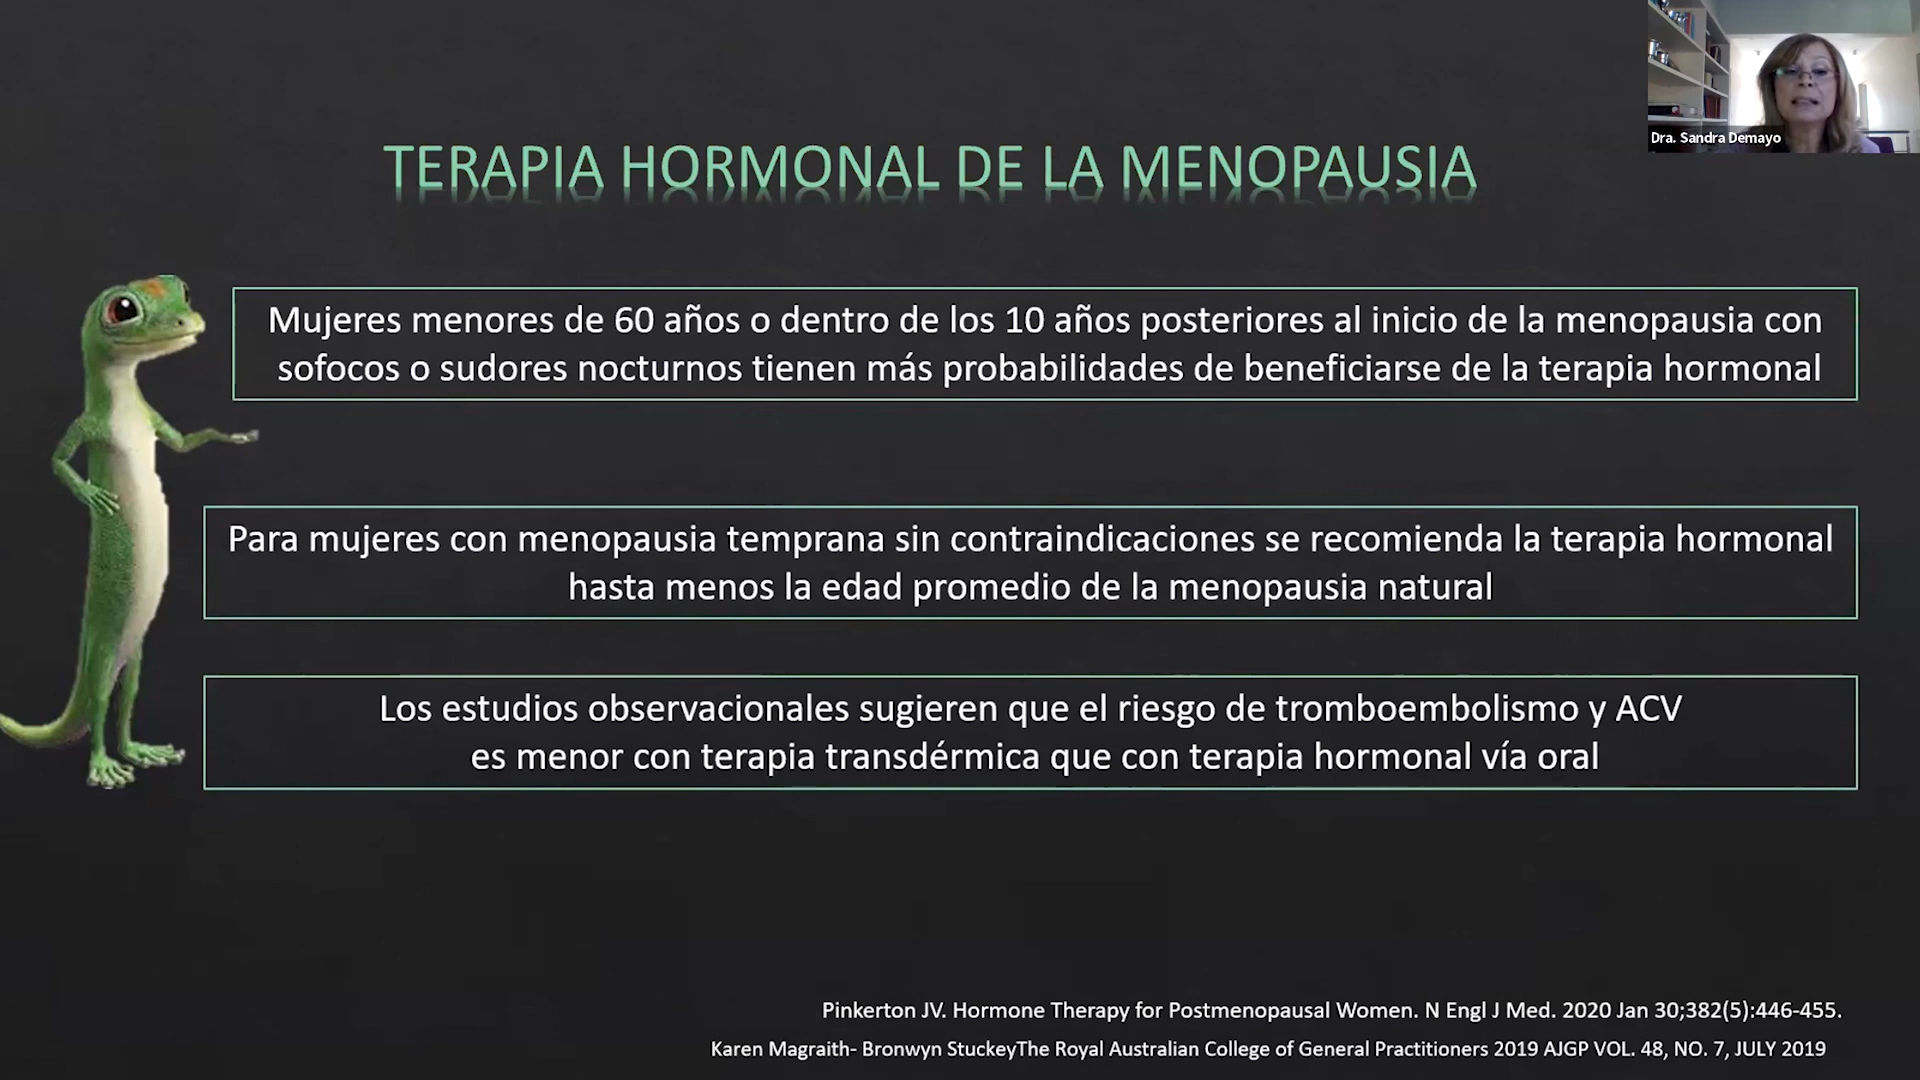 Dra. Sandra Demayo
TERAPIA HORMONAL DE LA MENOPAUSIA
Mujeres menores de 60 años o dentro de los 10 años posteriores al inicio de la menopausia con
sofocos o sudores nocturnos tienen más probabilidades de beneficiarse de la terapia hormonal
Para mujeres con menopausia temprana sin contraindicaciones se recomienda la terapia hormonal
hasta menos la edad promedio de la menopausia natural
Los estudios observacionales sugieren que el riesgo de tromboembolismo y ACV
es menor con terapia transdérmica que con terapia hormonal vía oral
Pinkerton JV. Hormone Therapy for Postmenopausal Women. N Engl J Med. 2020 Jan 30;382(5):446-455.
Karen Magraith- Bronwyn StuckeyThe Royal Australian College of General Practitioners 2019 AJGP VOL. 48, NO. 7, JULY 2019